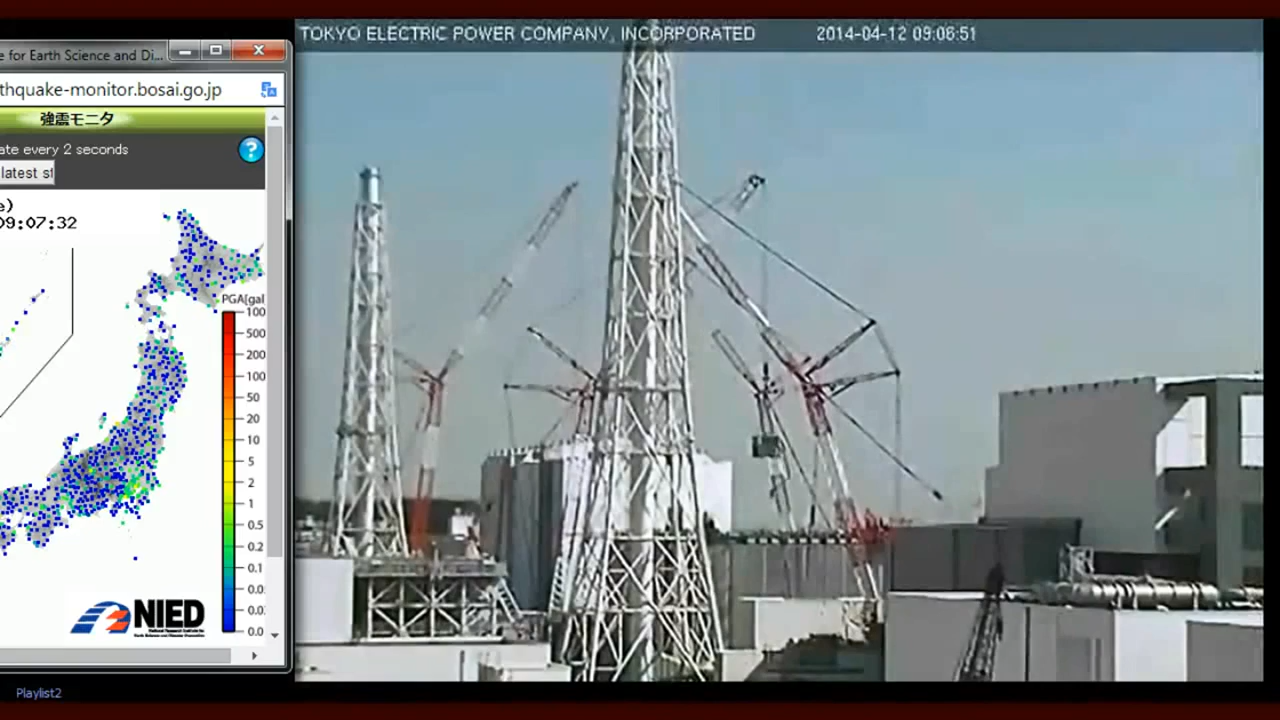 e for Earth Science and Di...
thquake-monitor.bosai.go.jp
強震モニタ
ate every 2 seconds
?
latest st
e)
09:07:32
PGA[gal
100
500
200
100
50
20
10
5
2
1
0.5
0.2
0.1
0.0
0.0
0.0
NIED
Playlist2
TOKYO ELECTRIC POWER COMPANY, INCORPORATED 2014-04-12 09:06:51